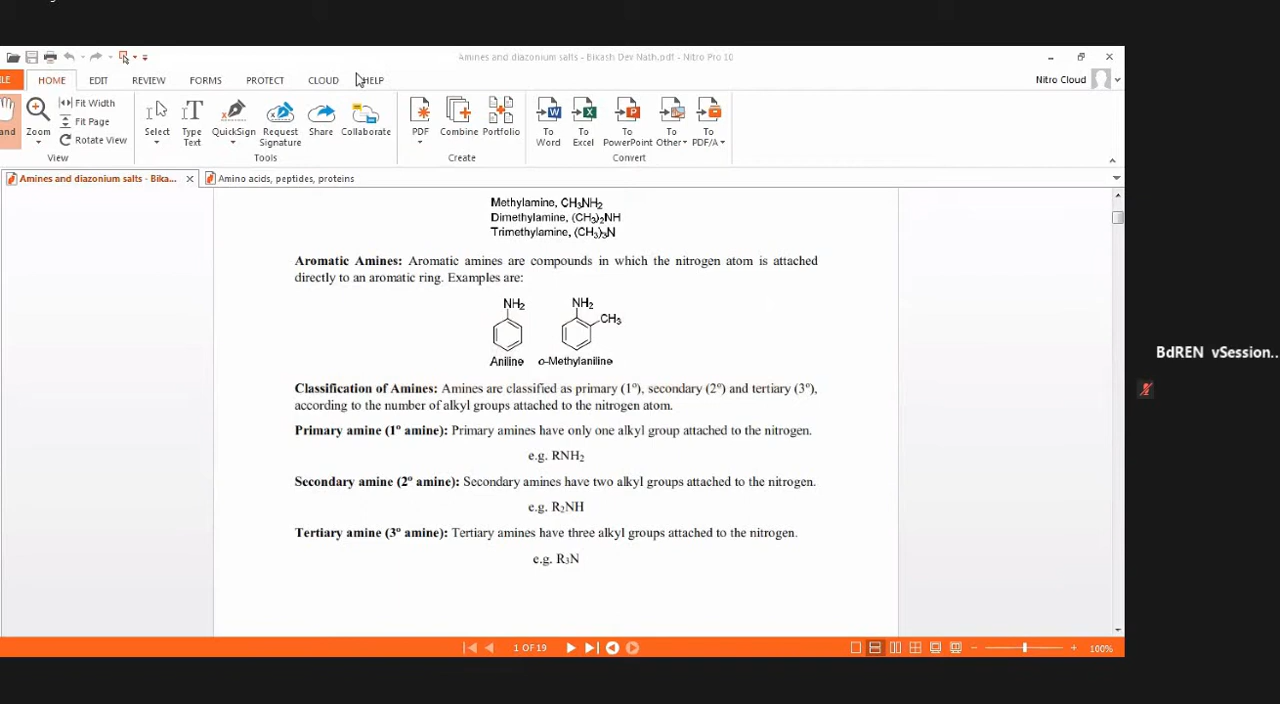 Amines and diazonium salts - Bikash Dev Nath.pdf - Nitro Pro 10
HOME EDIT REVIEW FORMS PROTECT CLOUD HELP
Nitro Cloud
Zoom
Fit Width
Fit Page
Rotate View
View
Select
Type Text
QuickSign
Request Signature
Share
Collaborate
Tools
PDF
Combine
Portfolio
Create
To Word
To Excel
To PowerPoint
To Other
To PDF/A
Convert
Amines and diazonium salts - Bika... Amino acids, peptides, proteins
Methylamine, CH₃NH₂
Dimethylamine, (CH₃)₂NH
Trimethylamine, (CH₃)₃N
Aromatic Amines: Aromatic amines are compounds in which the nitrogen atom is attached
directly to an aromatic ring. Examples are:
NH₂ NH₂
CH₃
Aniline o-Methylaniline
Classification of Amines: Amines are classified as primary (1º), secondary (2º) and tertiary (3º),
according to the number of alkyl groups attached to the nitrogen atom.
Primary amine (1º amine): Primary amines have only one alkyl group attached to the nitrogen.
e.g. RNH₂
Secondary amine (2º amine): Secondary amines have two alkyl groups attached to the nitrogen.
e.g. R₂NH
Tertiary amine (3º amine): Tertiary amines have three alkyl groups attached to the nitrogen.
e.g. R₃N
1 OF 19
100%
BdREN vSession...